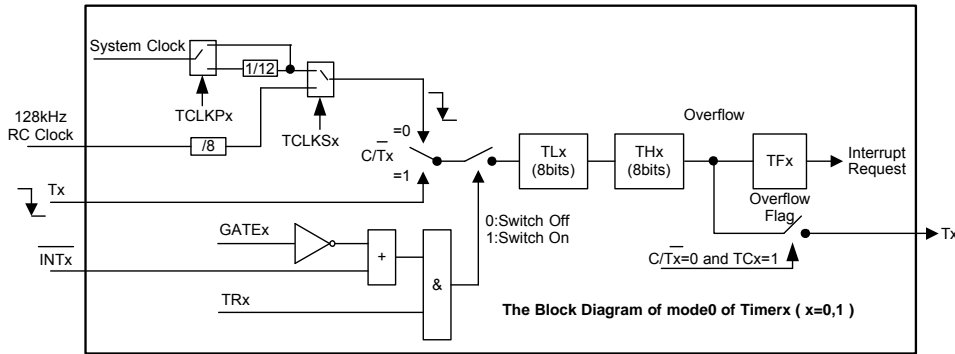 System Clock
1/12
TCLKPx
TCLKSx
128kHz
RC Clock
/8
=0
C/Tx
=1
Tx
GATEx
INTx
+
&
TRx
0:Switch Off
1:Switch On
TLx
(8bits)
THx
(8bits)
Overflow
TFx
Interrupt
Request
Overflow
Flag
Tx
C/Tx=0 and TCx=1
The Block Diagram of mode0 of Timerx ( x=0,1 )